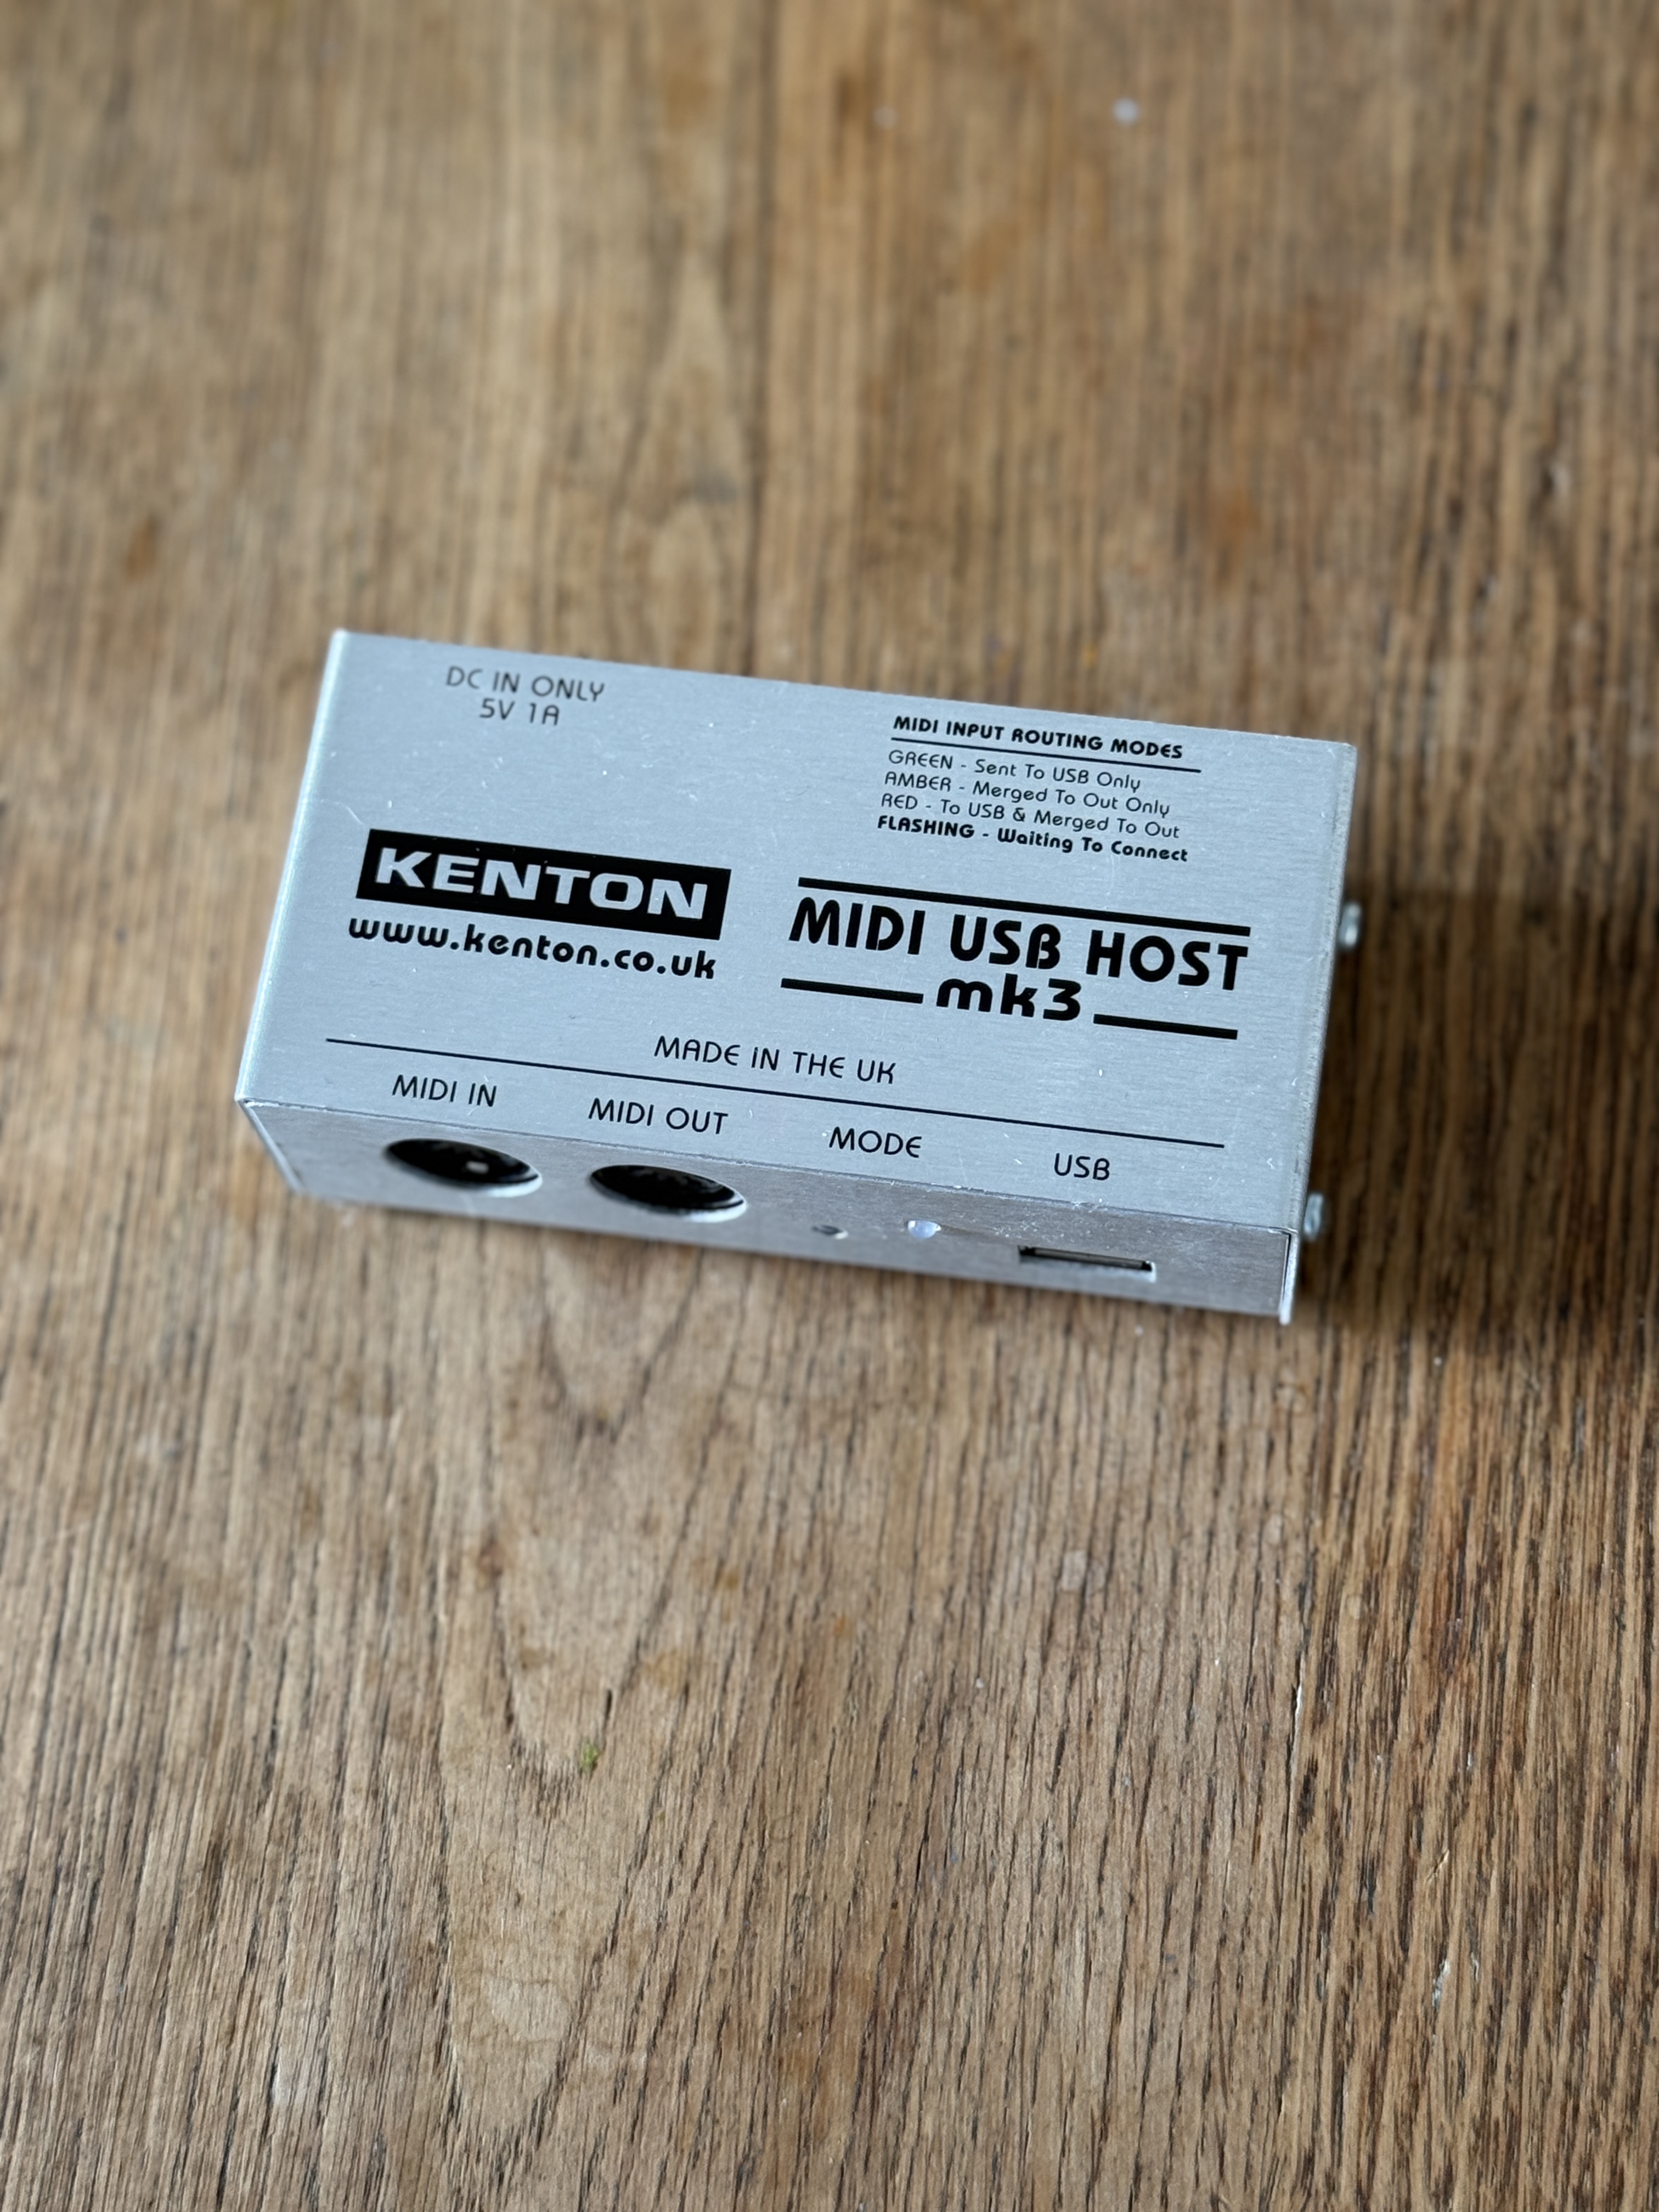 DC IN ONLY
5V 1A
MIDI INPUT ROUTING MODES
GREEN - Sent To USB Only
AMBER - Merged To Out Only
RED - To USB & Merged To Out
FLASHING - Waiting To Connect
KENTON
www.kenton.co.uk
MIDI USB HOST
mk3
MADE IN THE UK
MIDI IN
MIDI OUT
MODE
USB